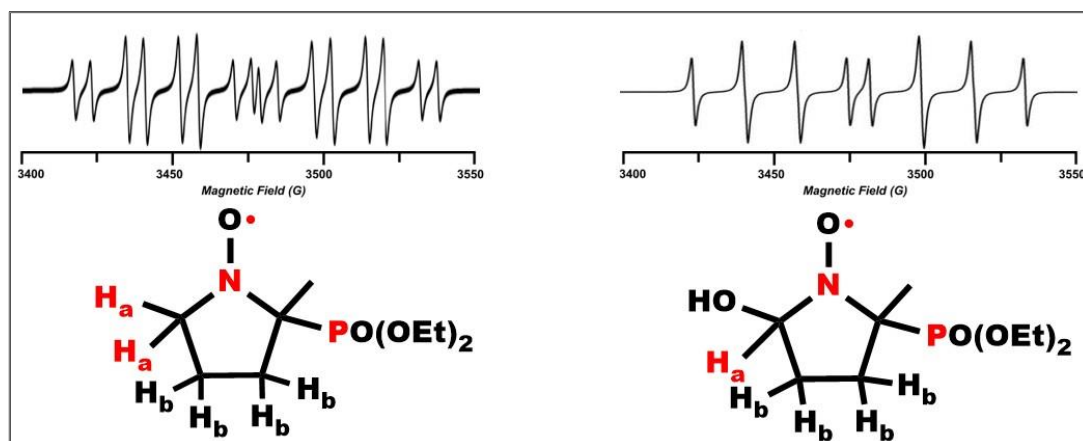 3400 3450 3500 3550
Magnetic Field (G)
3400 3450 3500 3550
Magnetic Field (G)
O•
N
Ha
Ha
PO(OEt)2
Hb Hb Hb Hb
O•
N
HO
Ha
PO(OEt)2
Hb Hb Hb Hb